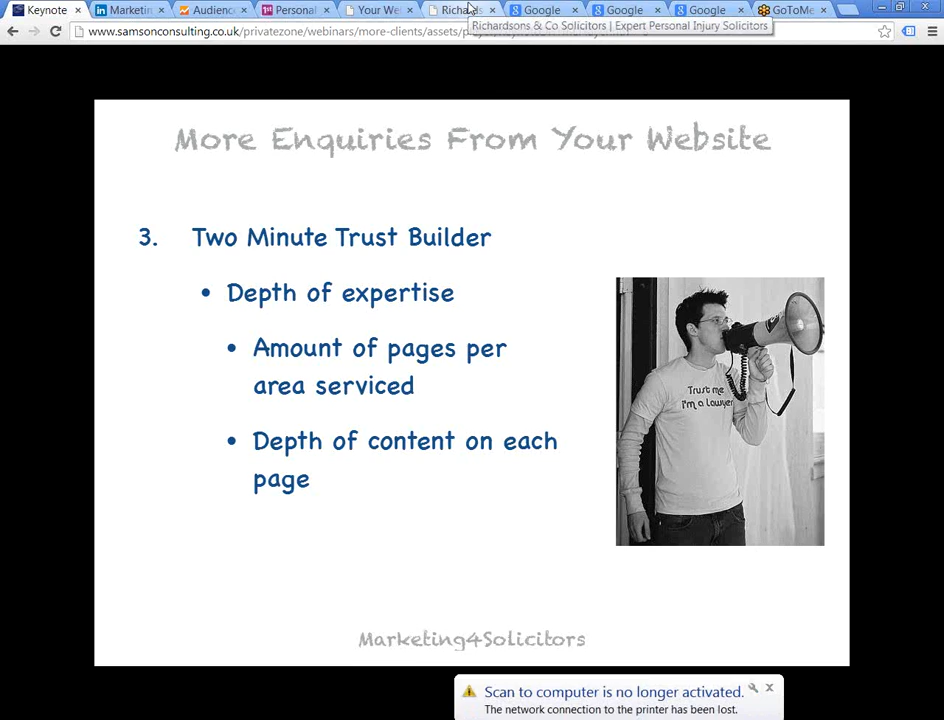 Keynote
Marketin
Audienc
Personal
Your We
Richards
Google
Google
Google
GoToMe
Richardsons & Co Solicitors | Expert Personal Injury Solicitors
www.samsonconsulting.co.uk/privatezone/webinars/more-clients/assets/
More Enquiries From Your Website
3. Two Minute Trust Builder
• Depth of expertise
• Amount of pages per
area serviced
• Depth of content on each
page
Trust me
I'm a Lawyer
Marketing4Solicitors
Scan to computer is no longer activated.
The network connection to the printer has been lost.